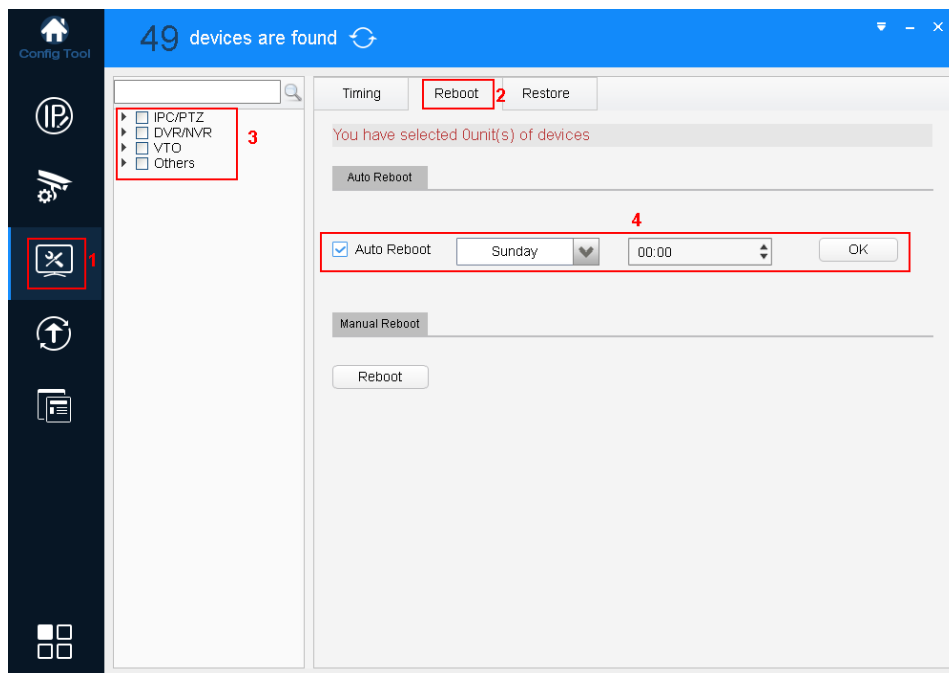 Config Tool
49 devices are found
IP
1
IPC/PTZ
DVR/NVR
VTO
Others
3
Timing
Reboot
2
Restore
You have selected 0unit(s) of devices
Auto Reboot
4
Auto Reboot
Sunday
00:00
OK
Manual Reboot
Reboot